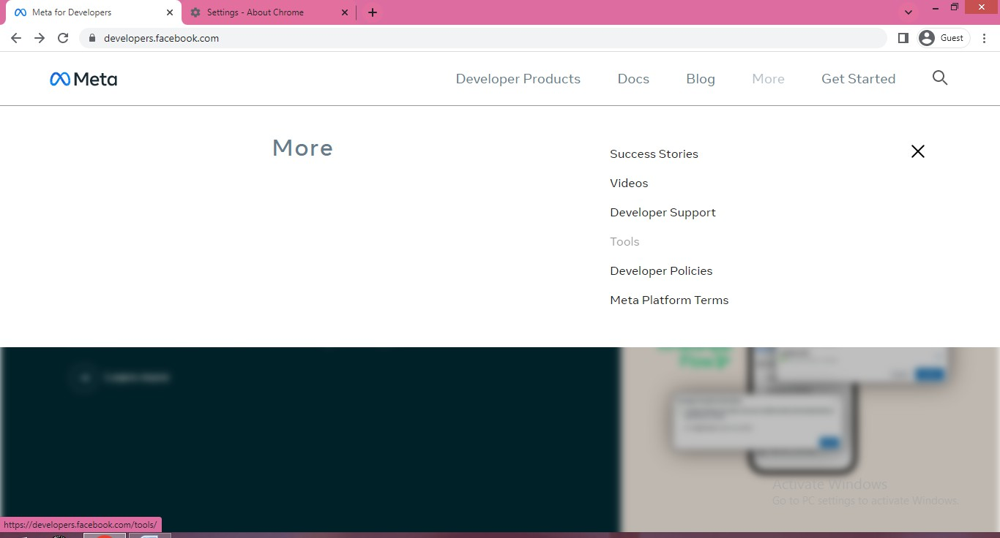 Meta for Developers
Settings - About Chrome
developers.facebook.com
Guest
Meta
Developer Products
Docs
Blog
More
Get Started
More
Success Stories
Videos
Developer Support
Tools
Developer Policies
Meta Platform Terms
Learn more
Activate Windows
Go to PC settings to activate Windows.
https://developers.facebook.com/tools/